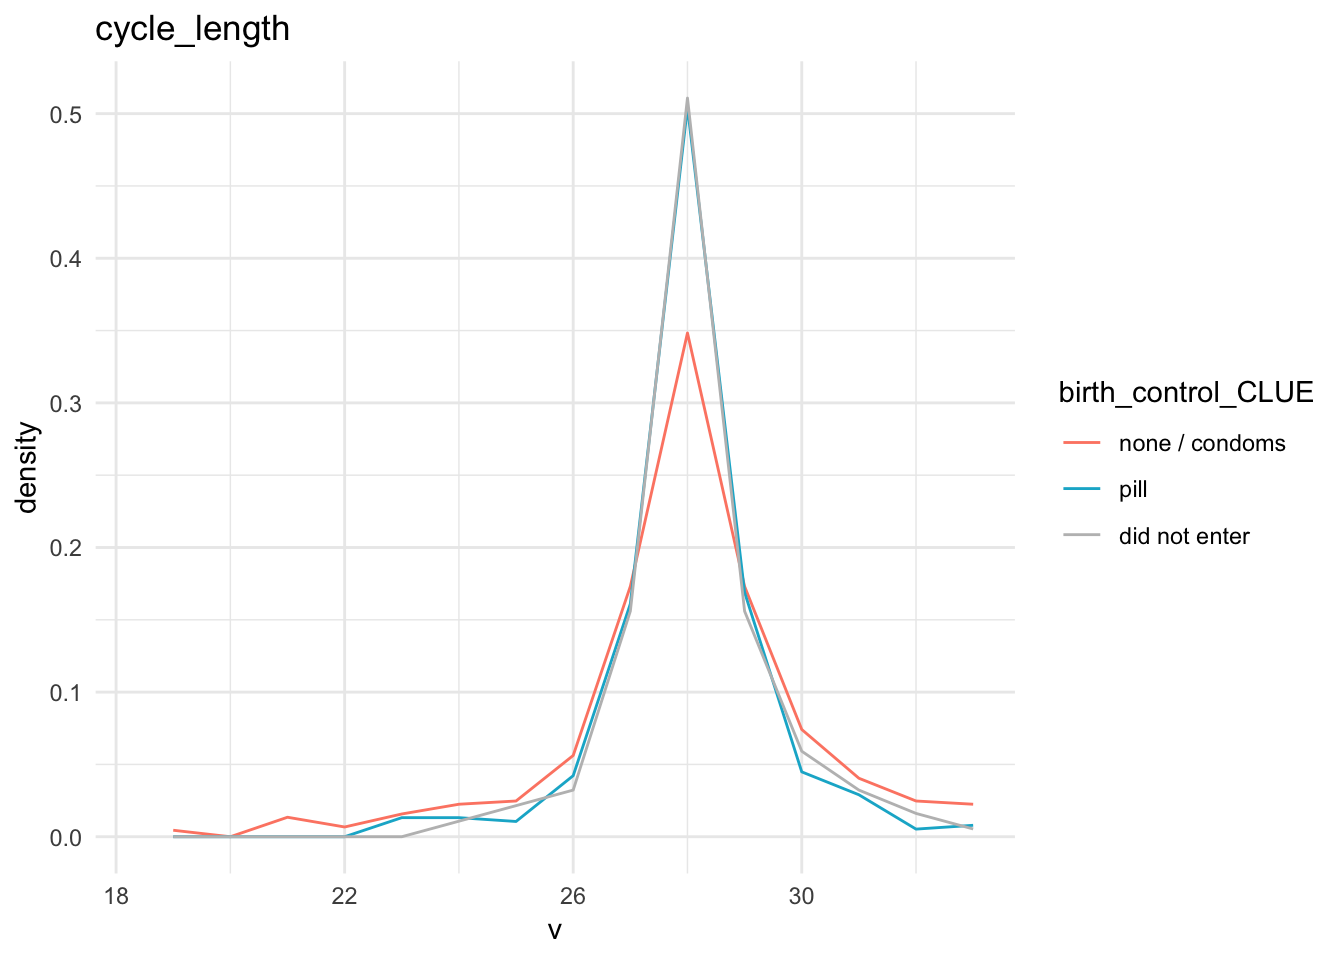 cycle_length
0.5
0.4
0.3
0.2
0.1
0.0
density
18 22 26 30
v
birth_control_CLUE
none / condoms
pill
did not enter